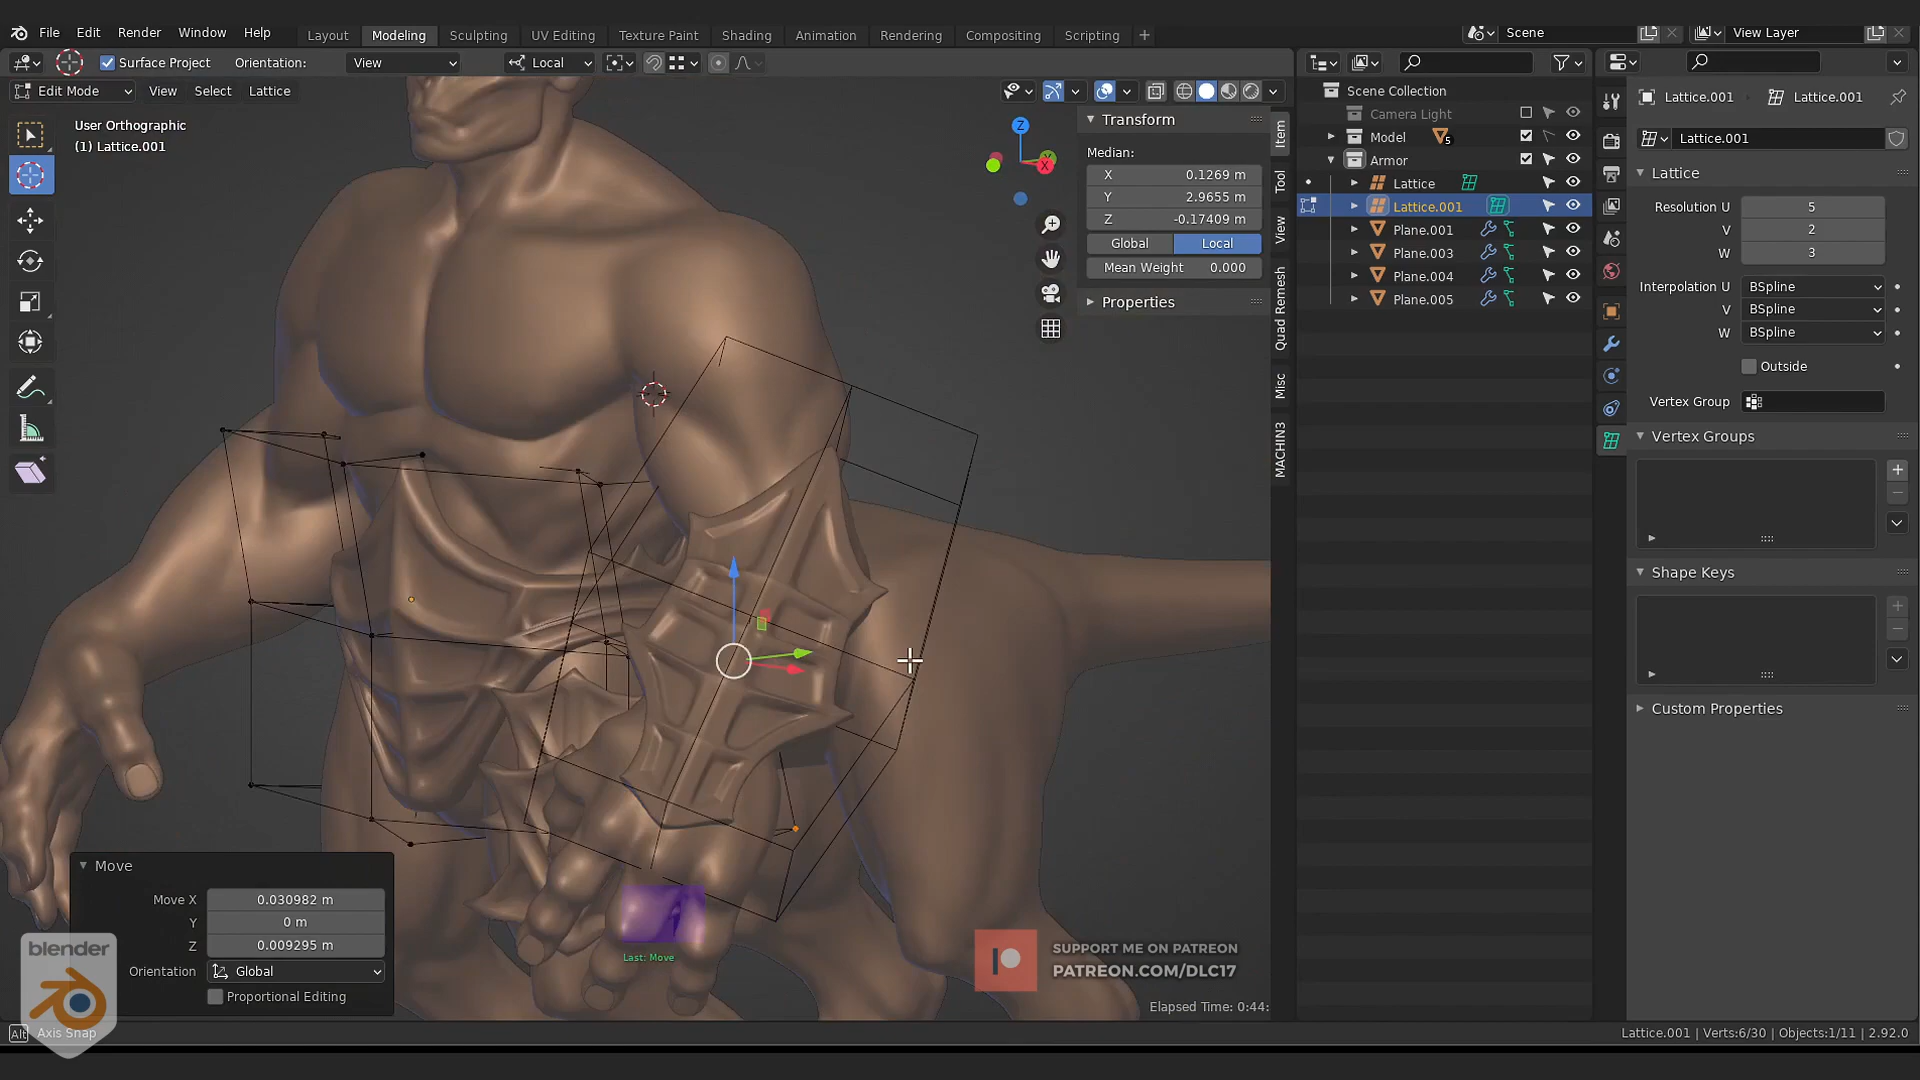 File Edit Render Window Help
Layout Modeling Sculpting UV Editing Texture Paint Shading Animation Rendering Compositing Scripting +
Scene
View Layer
Surface Project Orientation: View Local
Edit Mode View Select Lattice
User Orthographic
(1) Lattice.001
Z
Y
X
Transform
Median:
X 0.1269 m
Y 2.9655 m
Z -0.17409 m
Global Local
Mean Weight 0.000
Properties
Item
Tool
View
Quad Remesh
Misc
MACHIN3
Scene Collection
Camera Light
Model 5
Armor
Lattice
Lattice.001
Plane.001
Plane.003
Plane.004
Plane.005
Lattice.001 Lattice.001
Lattice.001
Lattice
Resolution U 5
V 2
W 3
Interpolation U BSpline
V BSpline
W BSpline
Outside
Vertex Group
Vertex Groups
Shape Keys
Custom Properties
Move
Move X 0.030982 m
Y 0 m
Z 0.009295 m
Orientation Global
Proportional Editing
blender
Alt Axis Snap
Last: Move
SUPPORT ME ON PATREON
PATREON.COM/DLC17
Elapsed Time: 0:44:
Lattice.001 | Verts:6/30 | Objects:1/11 | 2.92.0